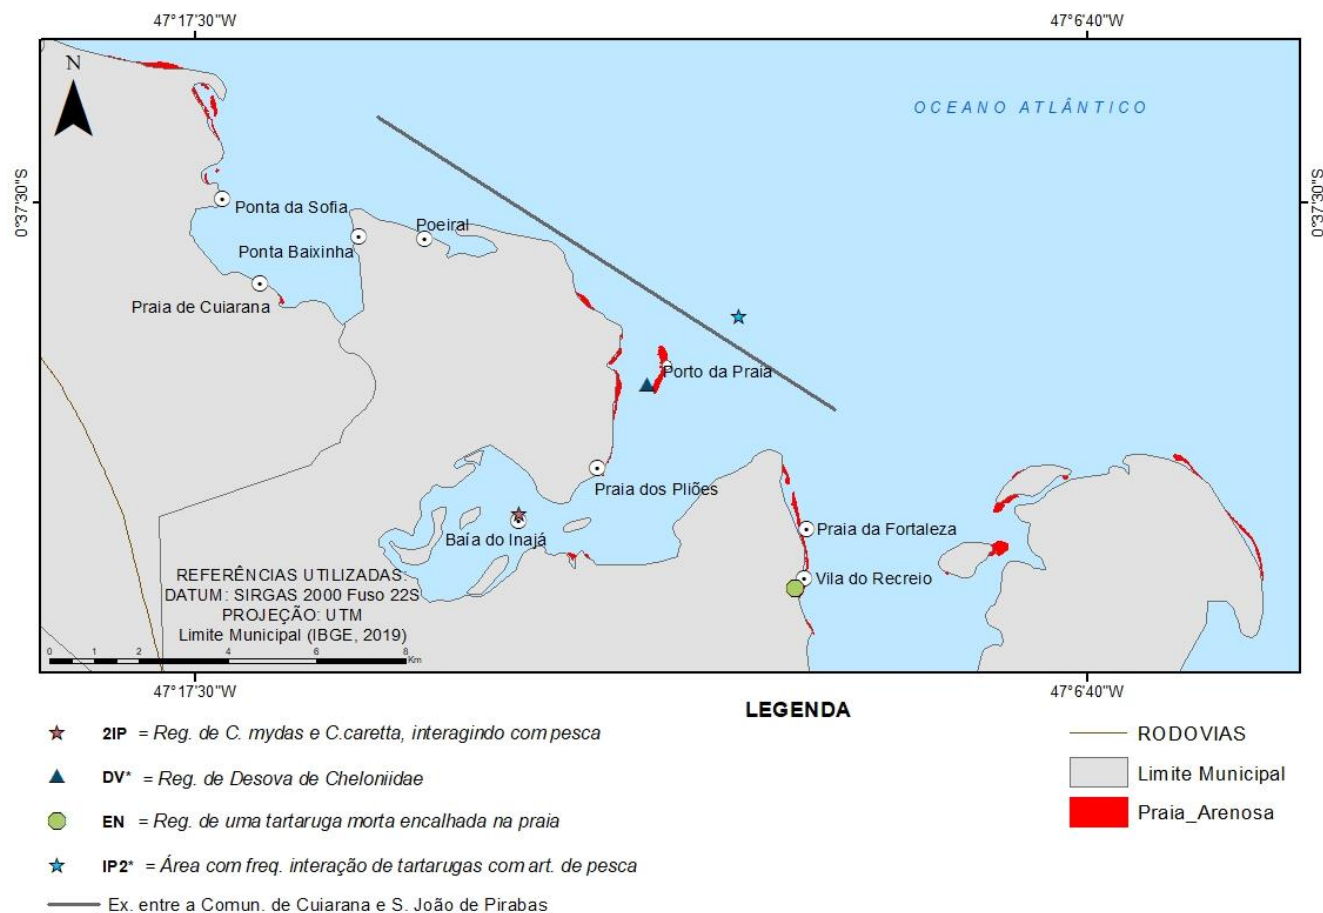 47°17'30"W
47°6'40"W
N
OCEANO ATLÂNTICO
0°37'30"S
0°37'30"S
Ponta da Sofia
Poeiral
Ponta Baixinha
Praia de Cuiarana
Porto da Praia
Praia dos Pliões
Praia da Fortaleza
Baía do Inajá
Vila do Recreio
REFERÊNCIAS UTILIZADAS:
DATUM: SIRGAS 2000 Fuso 22S
PROJEÇÃO: UTM
Limite Municipal (IBGE, 2019)
0 1 2 4 6 8
Km
47°17'30"W
47°6'40"W
LEGENDA
2IP = Reg. de C. mydas e C.caretta, interagindo com pesca
DV* = Reg. de Desova de Cheloniidae
EN = Reg. de uma tartaruga morta encalhada na praia
IP2* = Área com freq. interação de tartarugas com art. de pesca
Ex. entre a Comun. de Cuiarana e S. João de Pirabas
RODOVIAS
Limite Municipal
Praia_Arenosa